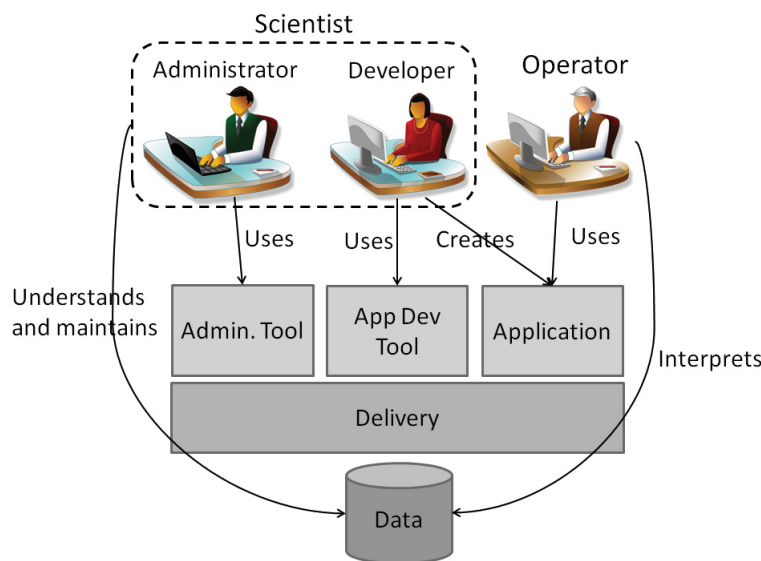 Scientist
Administrator
Developer
Operator
Uses
Uses
Creates
Uses
Understands
and maintains
Admin. Tool
App Dev
Tool
Application
Interprets
Delivery
Data